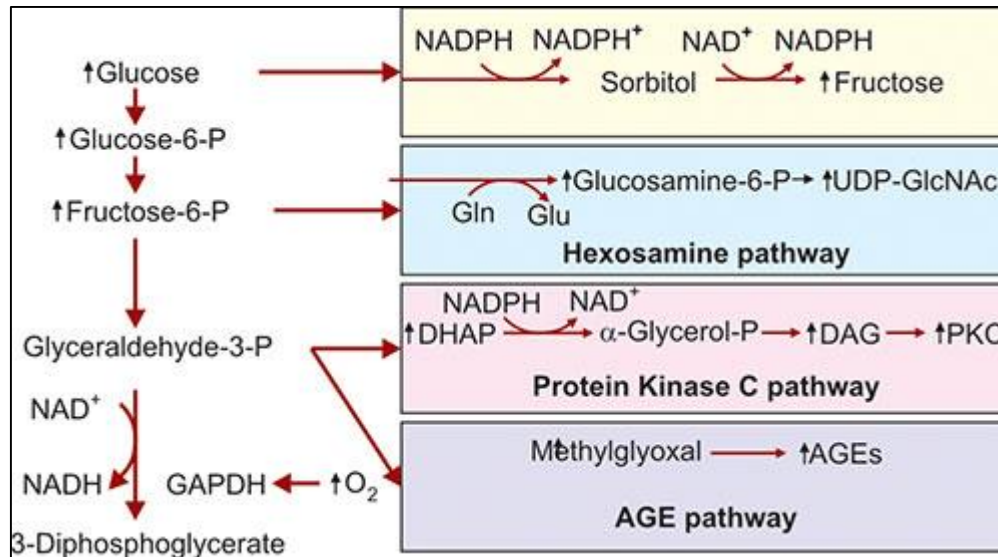 ↑Glucose
↑Glucose-6-P
↑Fructose-6-P
Glyceraldehyde-3-P
NAD⁺
NADH
GAPDH
↑O₂
3-Diphosphoglycerate
NADPH NADPH⁺ NAD⁺ NADPH
Sorbitol ↑Fructose
↑Glucosamine-6-P→↑UDP-GlcNAc
Gln Glu
Hexosamine pathway
NADPH NAD⁺
↑DHAP α-Glycerol-P ↑DAG ↑PKC
Protein Kinase C pathway
↑Methylglyoxal ↑AGEs
AGE pathway